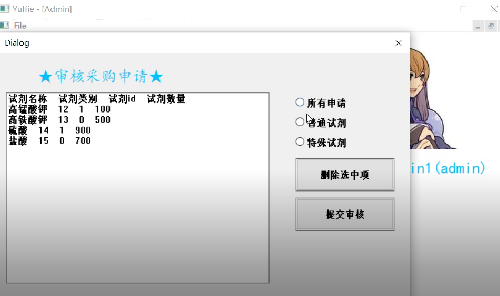 Yuffie - [Admin]
File
Dialog
★审核采购申请★
试剂名称 试剂类别 试剂id 试剂数量
高锰酸钾 12 1 100
高铁酸钾 13 0 500
硫酸 14 1 900
盐酸 15 0 700
所有申请
普通试剂
特殊试剂
删除选中项
提交审核
in1(admin)